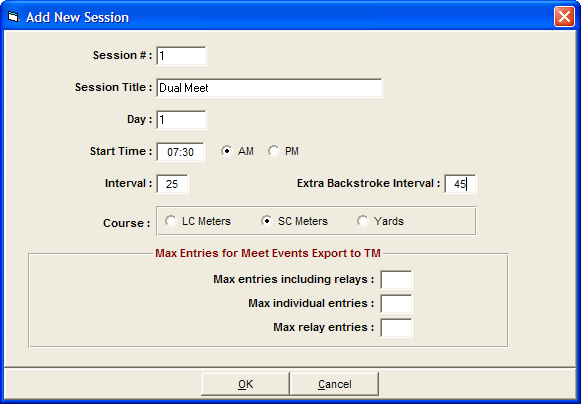 Add New Session
Session # : 1
Session Title : Dual Meet
Day : 1
Start Time : 07:30 AM PM
Interval : 25 Extra Backstroke Interval : 45
Course : LC Meters SC Meters Yards
Max Entries for Meet Events Export to TM
Max entries including relays :
Max individual entries :
Max relay entries :
OK Cancel